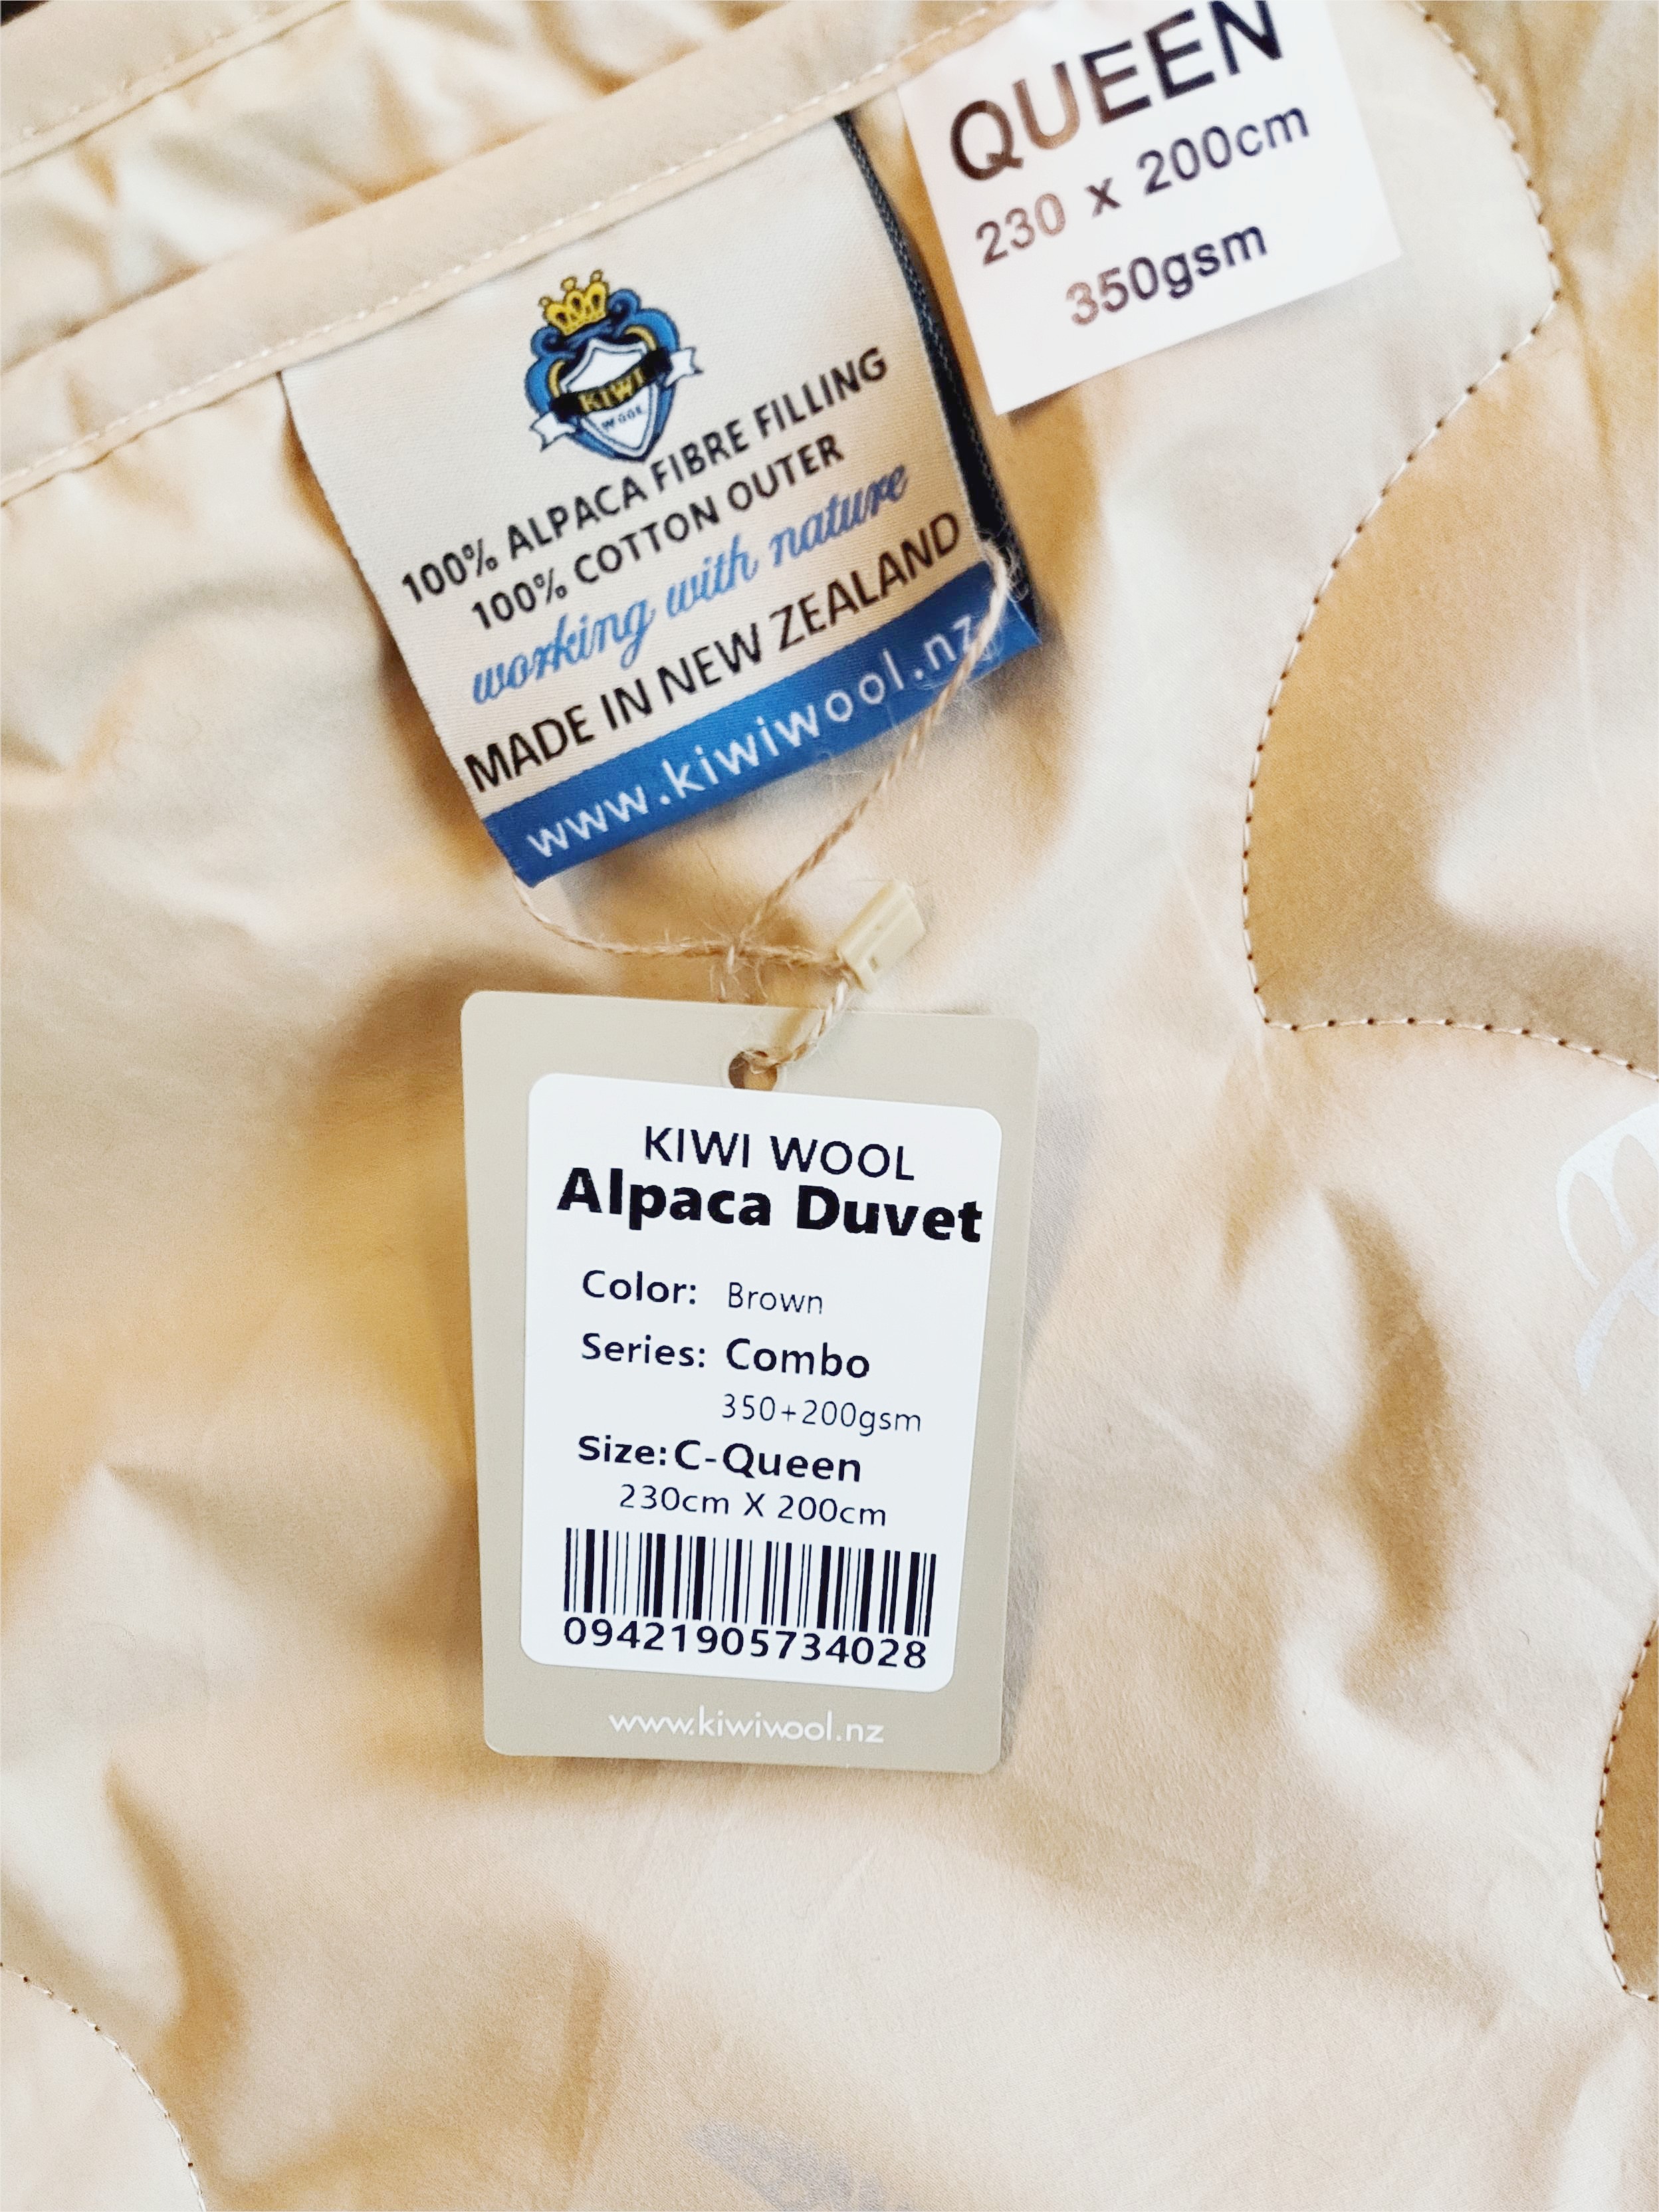 QUEEN
230 x 200cm
350gsm
KIWI
WOOL
100% ALPACA FIBRE FILLING
100% COTTON OUTER
working with nature
MADE IN NEW ZEALAND
www.kiwiwool.nz
KIWI WOOL
Alpaca Duvet
Color: Brown
Series: Combo
350+200gsm
Size:C-Queen
230cm X 200cm
09421905734028
www.kiwiwool.nz